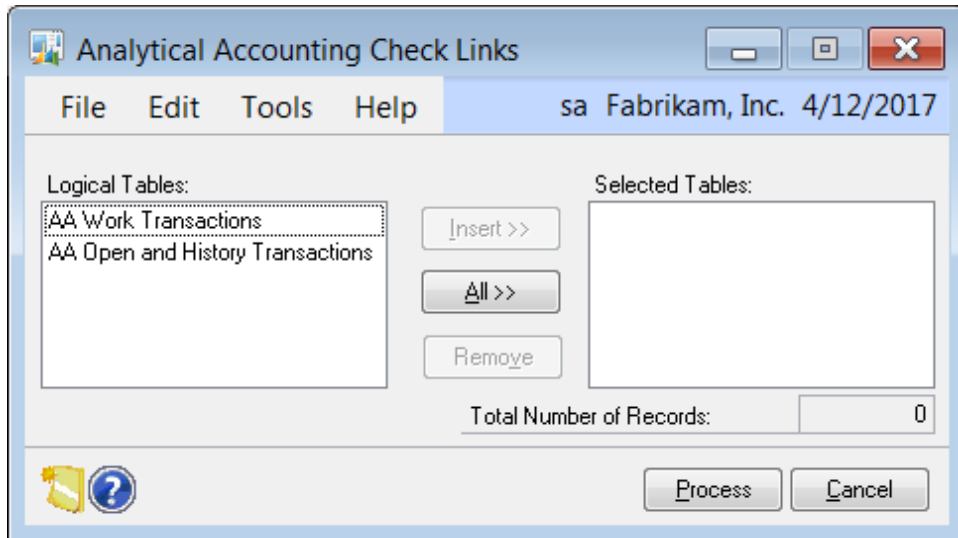 Analytical Accounting Check Links
File Edit Tools Help sa Fabrikam, Inc. 4/12/2017
Logical Tables:
AA Work Transactions
AA Open and History Transactions
Insert >>
All >>
Remove
Selected Tables:
Total Number of Records: 0
Process Cancel